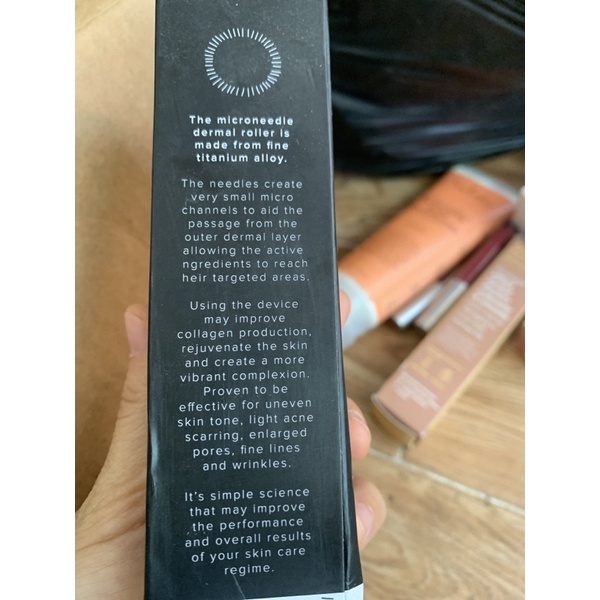 The microneedle
dermal roller is
made from fine
titanium alloy.
The needles create
very small micro
channels to aid the
passage from the
outer dermal layer
allowing the active
ngredients to reach
heir targeted areas.
Using the device
may improve
collagen production,
rejuvenate the skin
and create a more
vibrant complexion.
Proven to be
effective for uneven
skin tone, light acne
scarring, enlarged
pores, fine lines
and wrinkles.
It's simple science
that may improve
the performance
and overall results
of your skin care
regime.